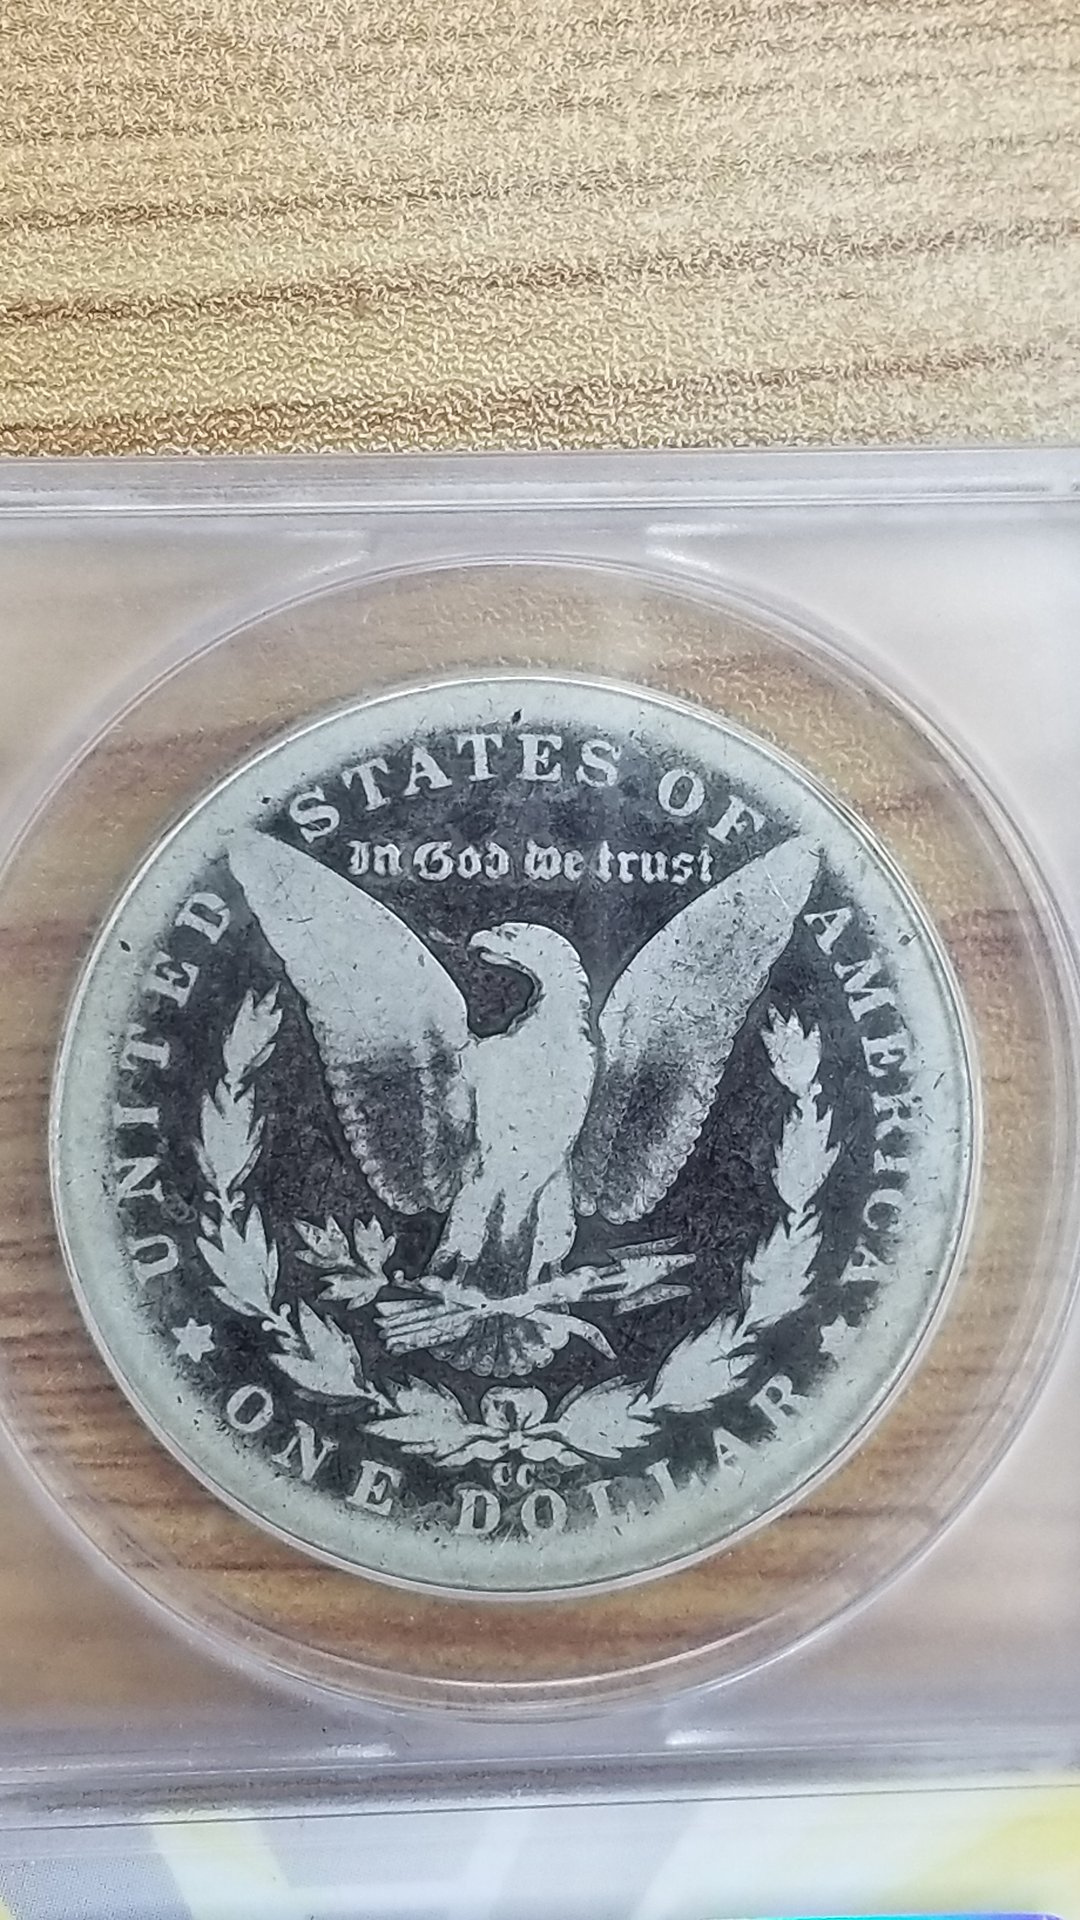 UNITED STATES OF AMERICA
In God We trust
CC
ONE DOLLAR